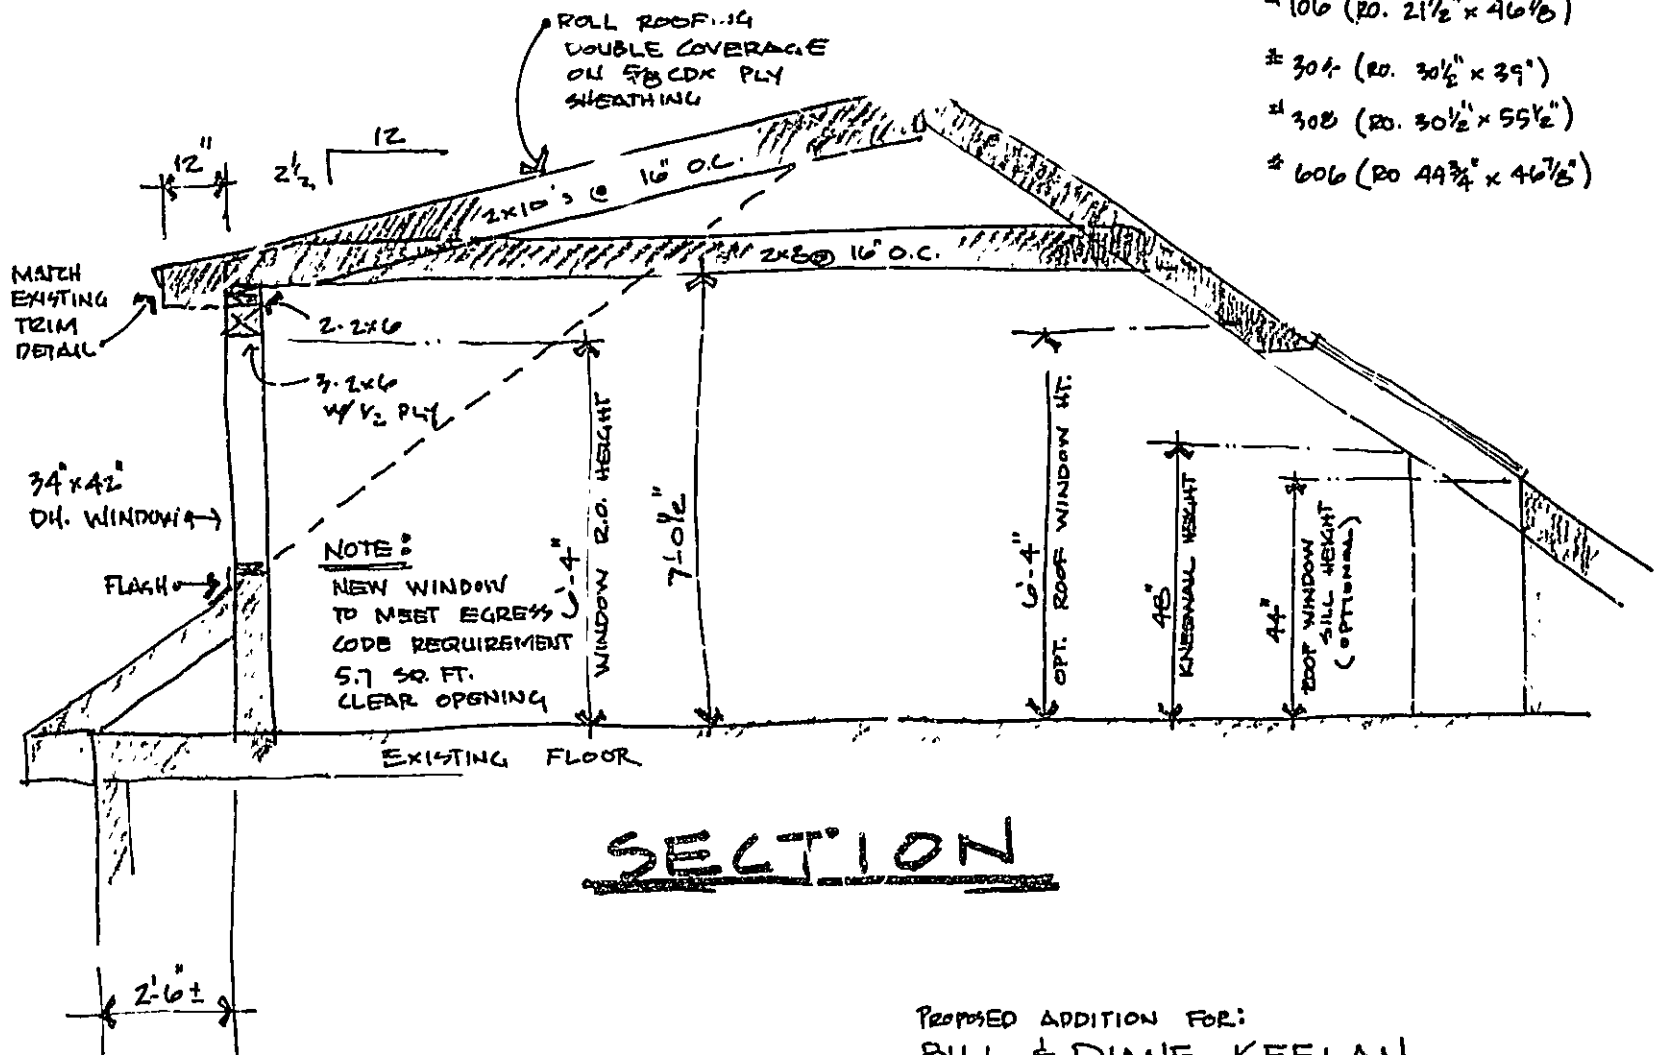 ROLL ROOFING
DOUBLE COVERAGE
ON 5/8 CDX PLY
SHEATHING
106 (RO. 21½" x 46⅞)
# 304 (RO. 30½" x 39")
# 308 (RO. 30½" x 55½")
# 606 (RO 44¾" x 46⅞")
12"
2½
12
2x10's @ 16" O.C.
2x8@ 16" O.C.
MATCH
EXISTING
TRIM
DETAIL
2-2x6
3-2x6
W/ ½ PLY
34"x42"
DH. WINDOW
FLASH
NOTE:
NEW WINDOW
TO MEET EGRESS
CODE REQUIREMENT
5.7 SQ. FT.
CLEAR OPENING
6'-4"
WINDOW R.O. HEIGHT
7'-0½"
6'-4"
OPT. ROOF WINDOW HT.
48"
KNEEWALL HEIGHT
44"
ROOF WINDOW
SILL HEIGHT
(OPTIONAL)
EXISTING FLOOR
SECTION
2'-6" ±
PROPOSED ADDITION FOR:
BILL & DIANE KEELAN